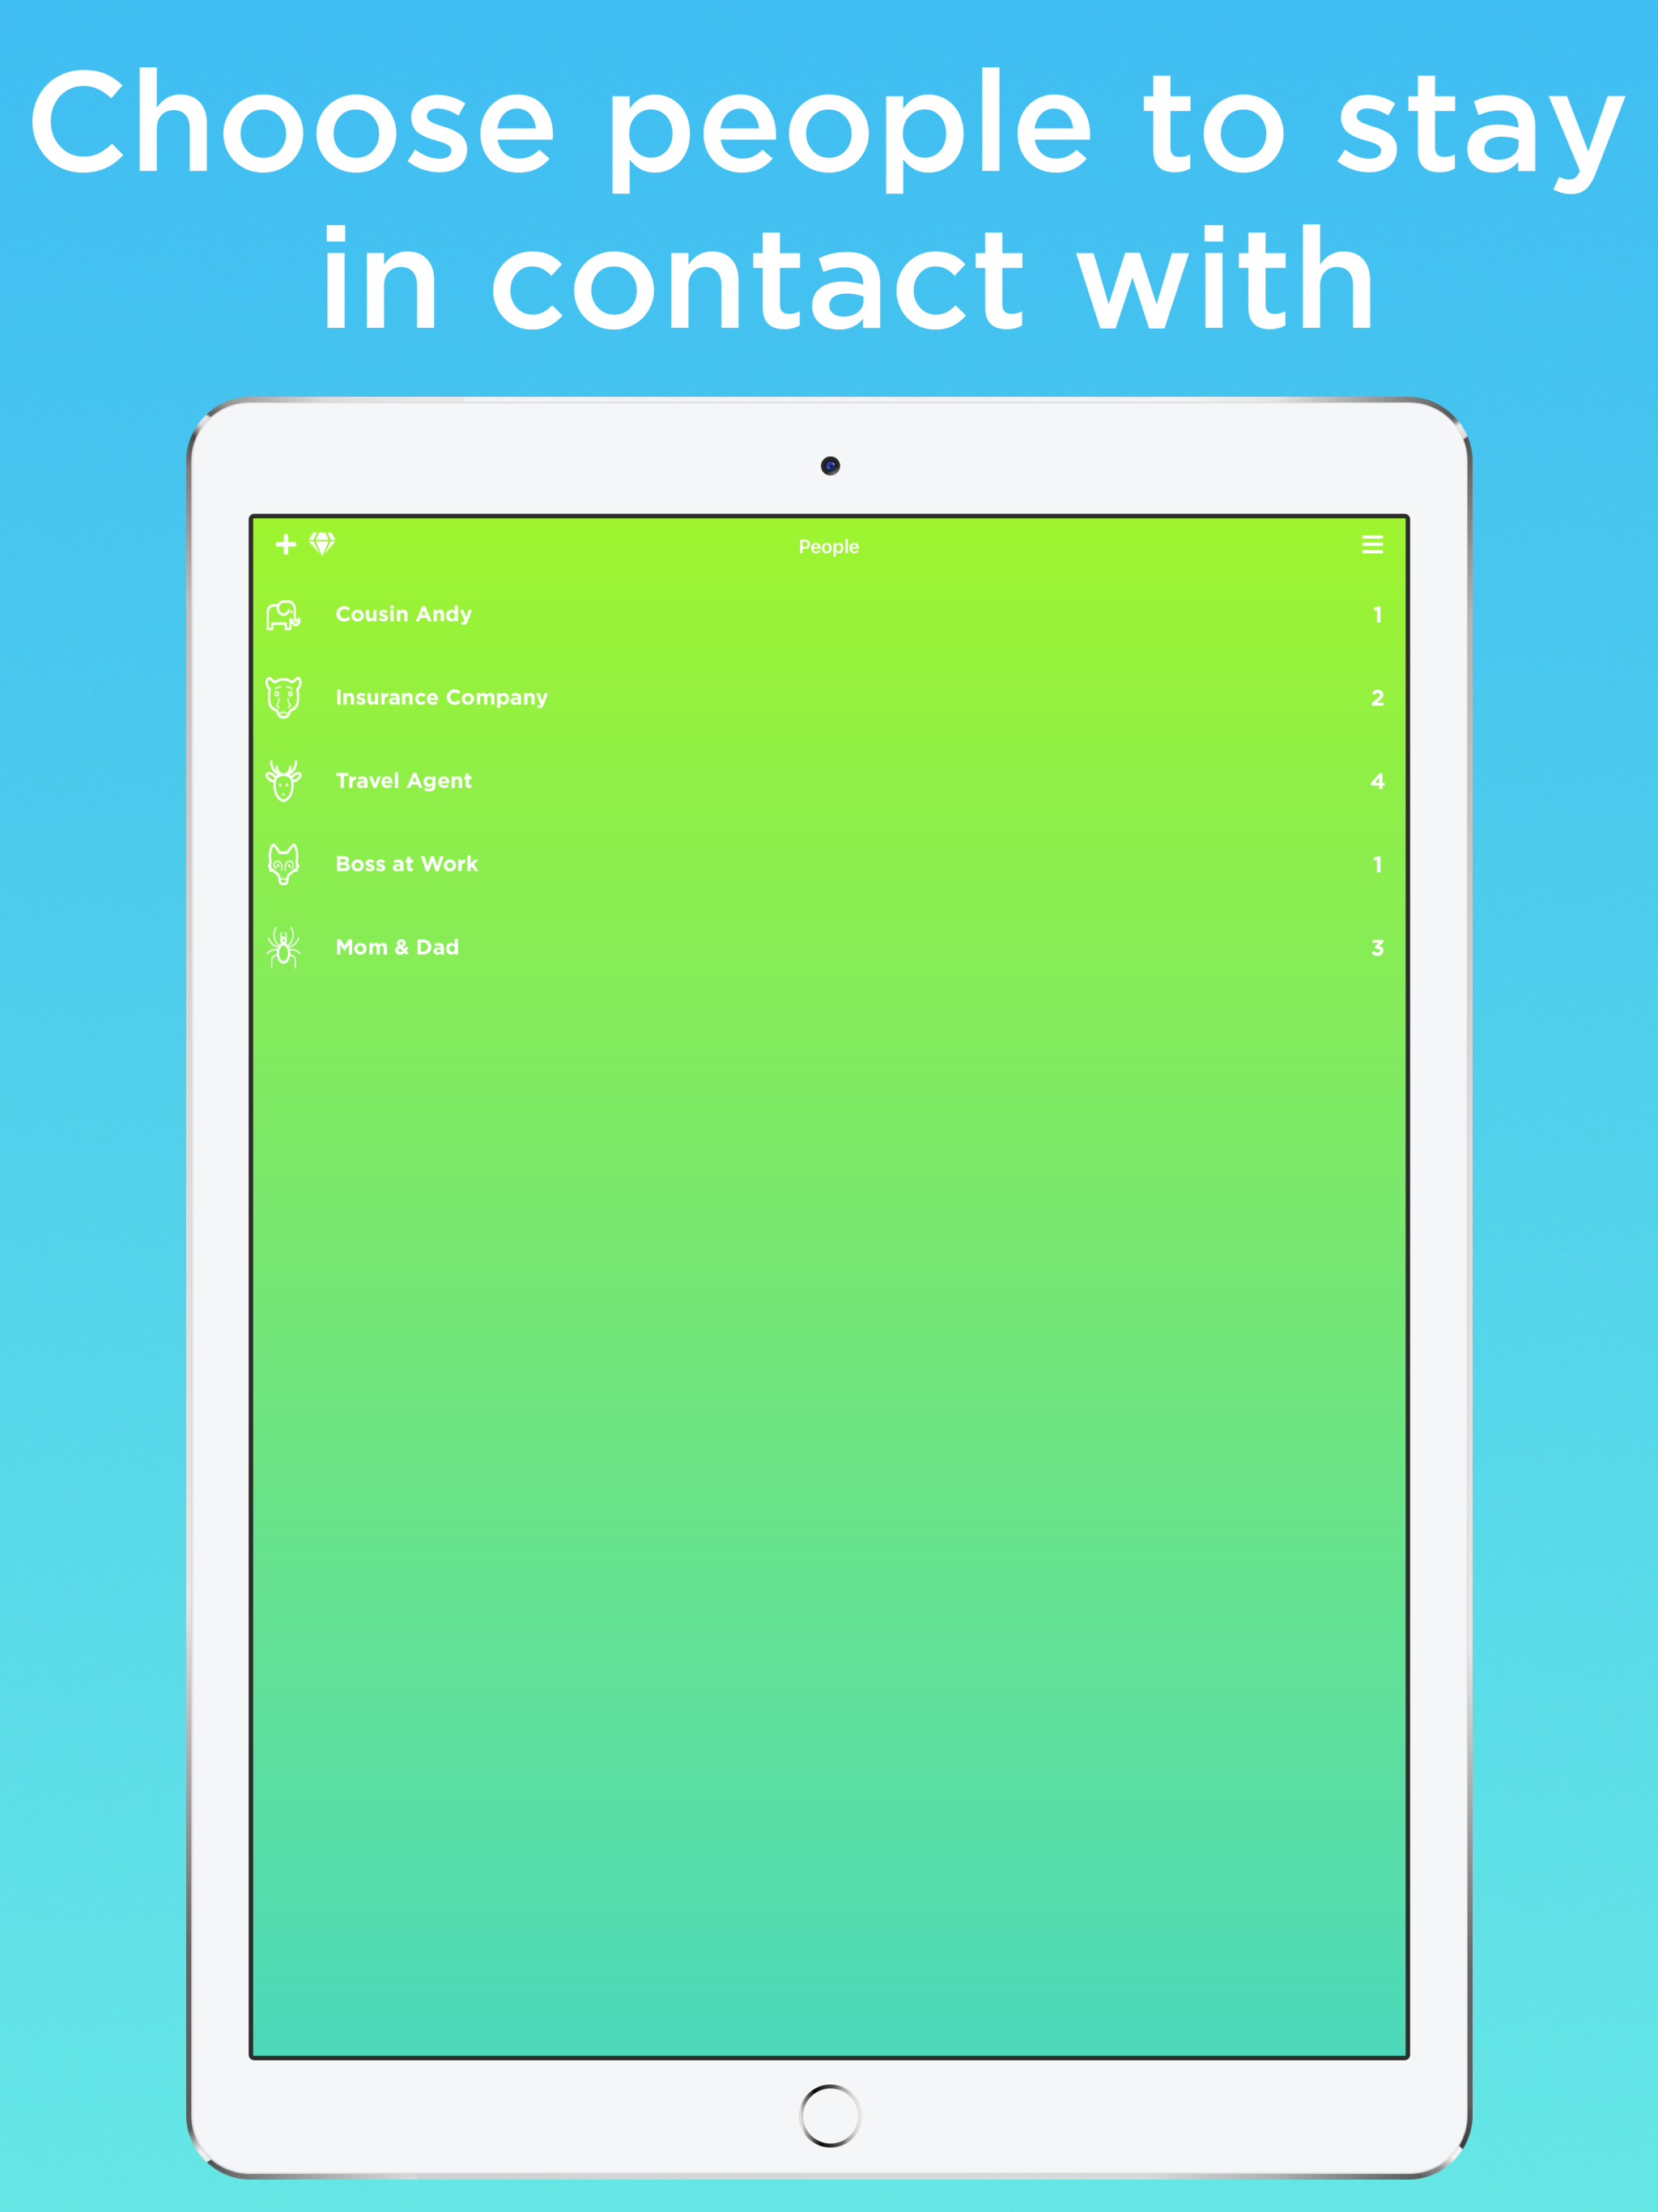 Choose people to stay
in contact with
People
Cousin Andy 1
Insurance Company 2
Travel Agent 4
Boss at Work 1
Mom & Dad 3